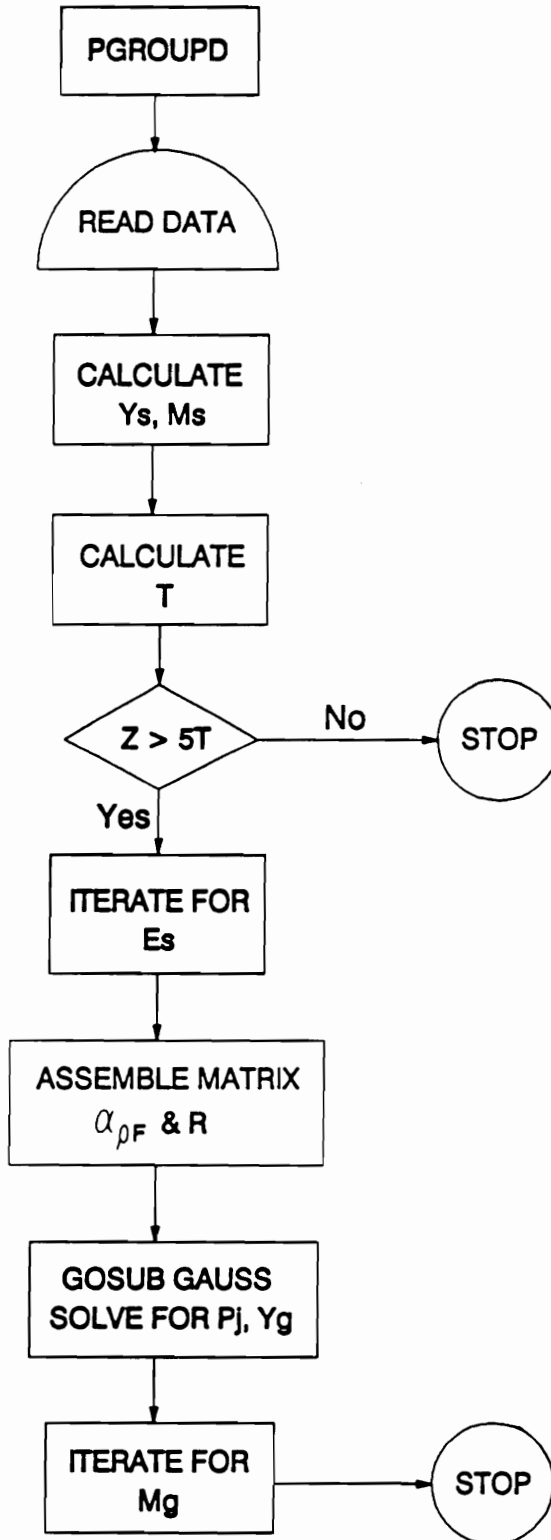 PGROUPD
READ DATA
CALCULATE
Ys, Ms
CALCULATE
T
Z > 5T
No
STOP
Yes
ITERATE FOR
Es
ASSEMBLE MATRIX
αρF & R
GOSUB GAUSS
SOLVE FOR Pj, Yg
ITERATE FOR
Mg
STOP